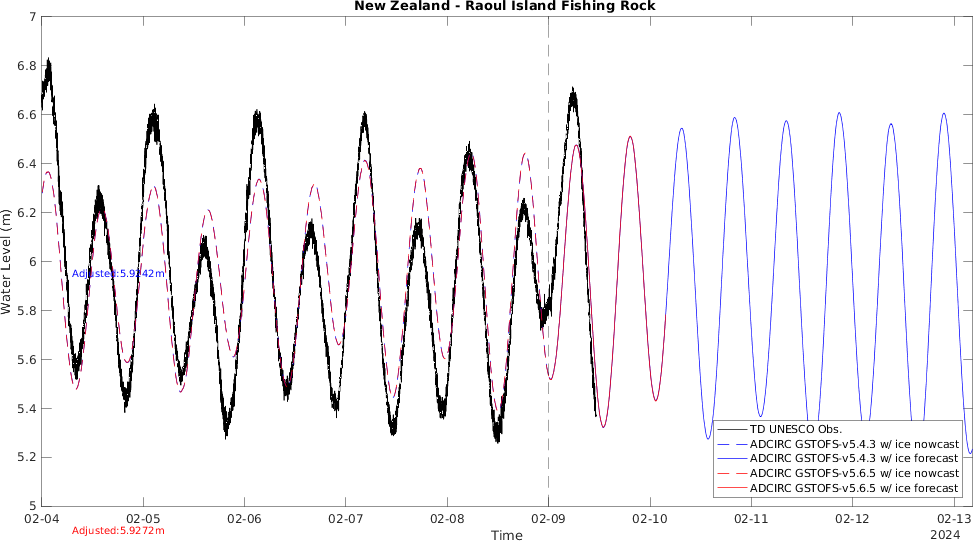 New Zealand - Raoul Island Fishing Rock
7
6.8
6.6
6.4
6.2
6
5.8
5.6
5.4
5.2
5
Water Level (m)
Adjusted:5.9242m
TD UNESCO Obs.
ADCIRC GSTOFS-v5.4.3 w/ ice nowcast
ADCIRC GSTOFS-v5.4.3 w/ ice forecast
ADCIRC GSTOFS-v5.6.5 w/ ice nowcast
ADCIRC GSTOFS-v5.6.5 w/ ice forecast
02-04 02-05 02-06 02-07 02-08 02-09 02-10 02-11 02-12 02-13
Adjusted:5.9272m
Time
2024